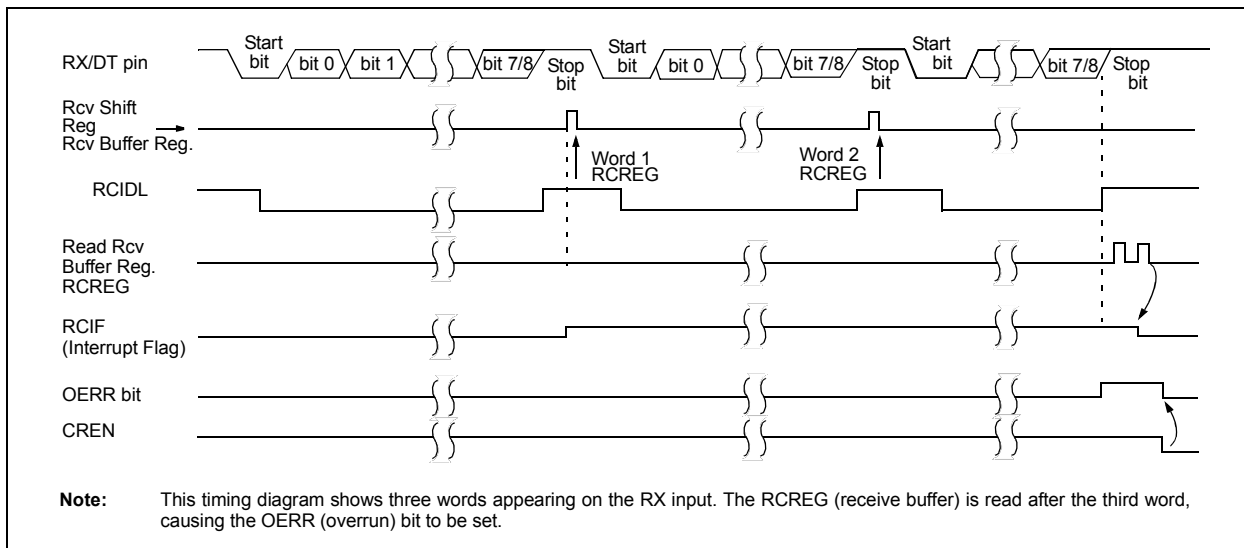 RX/DT pin
Start
bit
bit 0
bit 1
bit 7/8
Stop
bit
Start
bit
bit 0
bit 7/8
Stop
bit
Start
bit
bit 7/8
Stop
bit
Rcv Shift
Reg
Rcv Buffer Reg.
Word 1
RCREG
Word 2
RCREG
RCIDL
Read Rcv
Buffer Reg.
RCREG
RCIF
(Interrupt Flag)
OERR bit
CREN
Note: This timing diagram shows three words appearing on the RX input. The RCREG (receive buffer) is read after the third word,
causing the OERR (overrun) bit to be set.